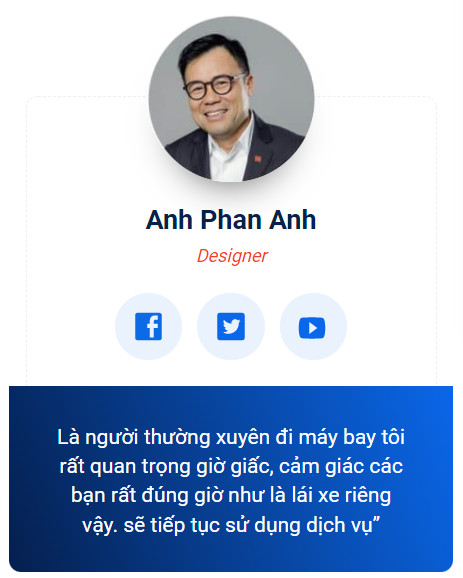 Anh Phan Anh
Designer
Là người thường xuyên đi máy bay tôi
rất quan trọng giờ giấc, cảm giác các
bạn rất đúng giờ như là lái xe riêng
vậy. sẽ tiếp tục sử dụng dịch vụ”